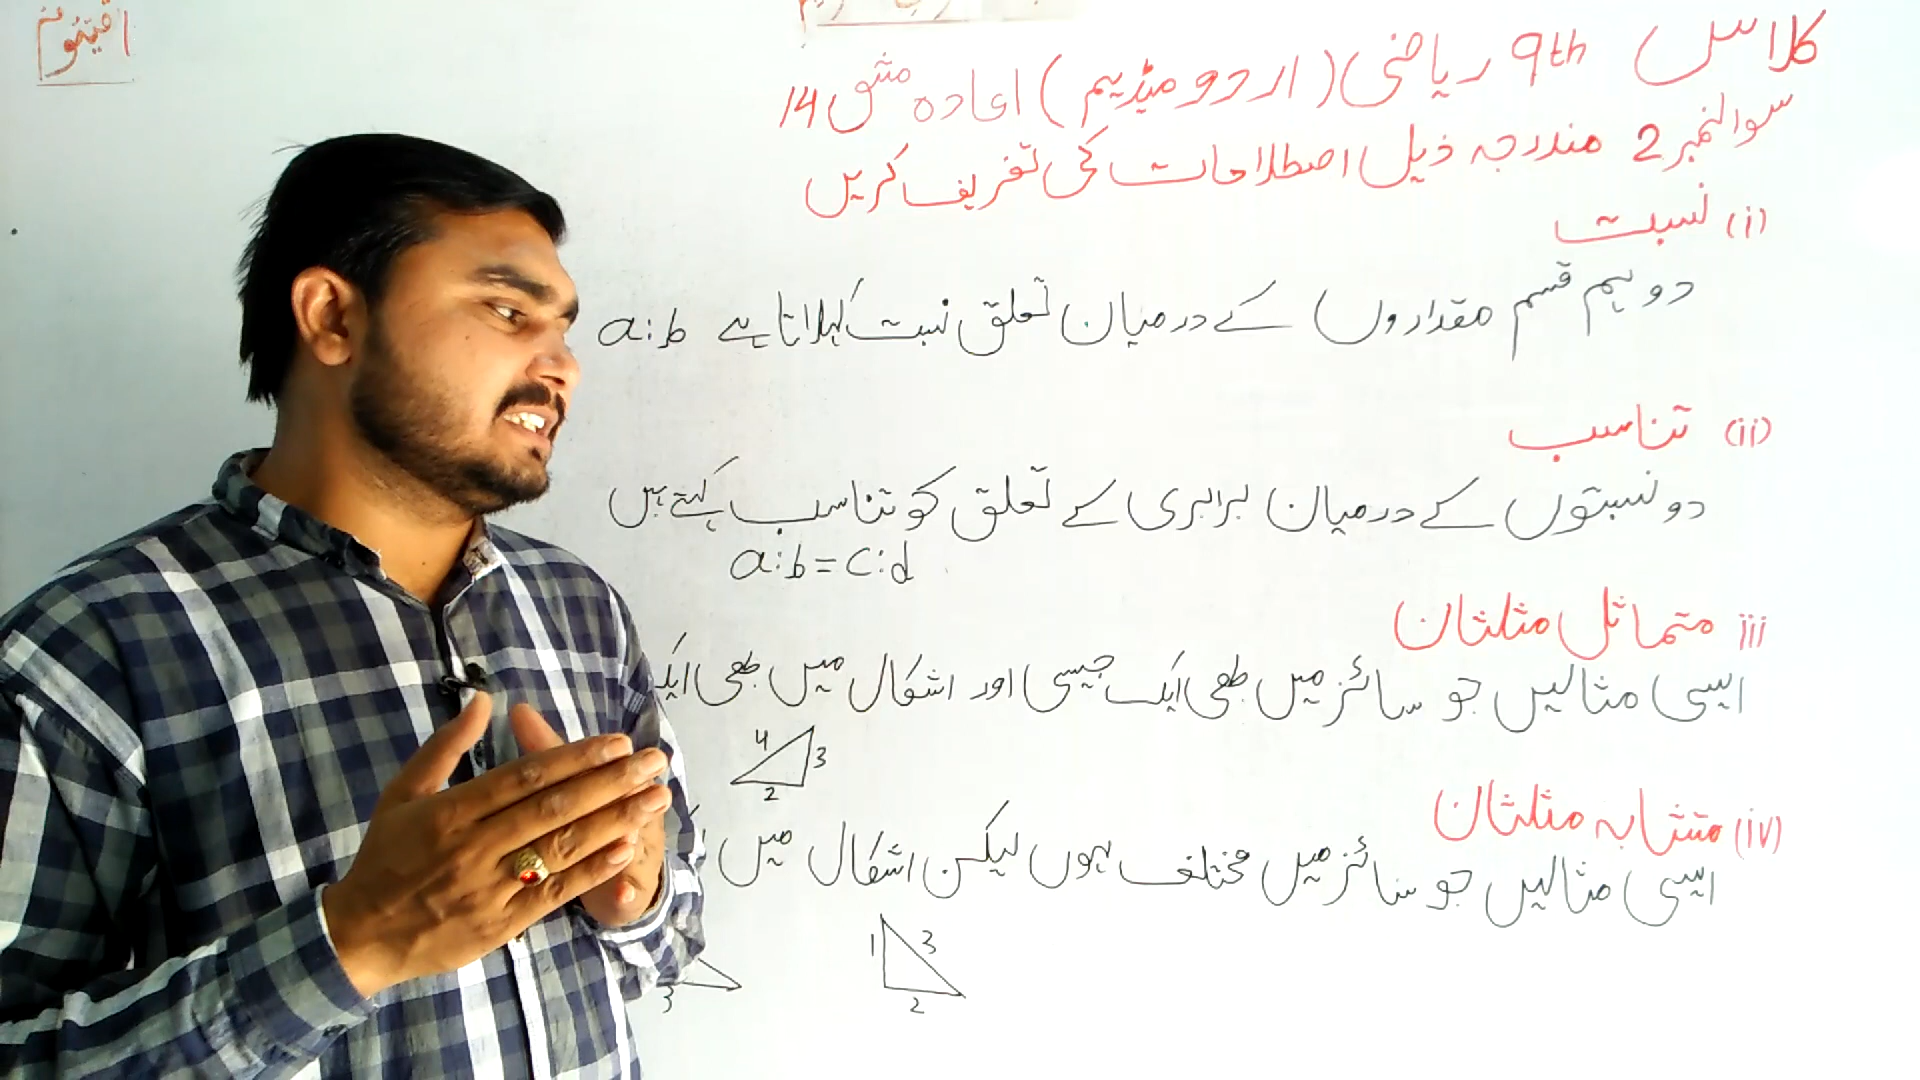 کلاس 9th ریاضی (اردو میڈیم) اعادہ مشق 14
سوالنمبر 2 مندرجہ ذیل اصطلاحات کی تعریف کریں
(i) نسبت
دو ہم قسم مقداروں کے درمیان تعلق نسبت کہلاتا ہے a:b
(ii) تناسب
دو نسبتوں کے درمیان برابری کے تعلق کو تناسب کہتے ہیں
a:b=c:d
iii متماثل مثلثان
ایسی مثالیں جو سائز میں بھی ایک جیسی اور اشکال میں بھی ایک
4 3
2
(iv) متشابہ مثلثان
ایسی مثالیں جو سائز میں مختلف ہوں لیکن اشکال میں
1 3
3 2